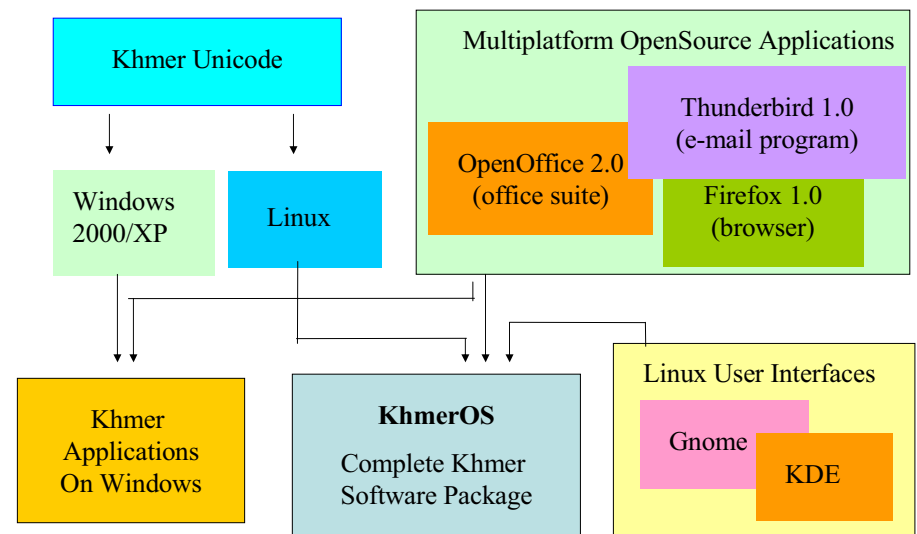 Khmer Unicode
Multiplatform OpenSource Applications
Thunderbird 1.0
(e-mail program)
OpenOffice 2.0
(office suite)
Firefox 1.0
(browser)
Windows
2000/XP
Linux
Khmer
Applications
On Windows
KhmerOS
Complete Khmer
Software Package
Linux User Interfaces
Gnome
KDE